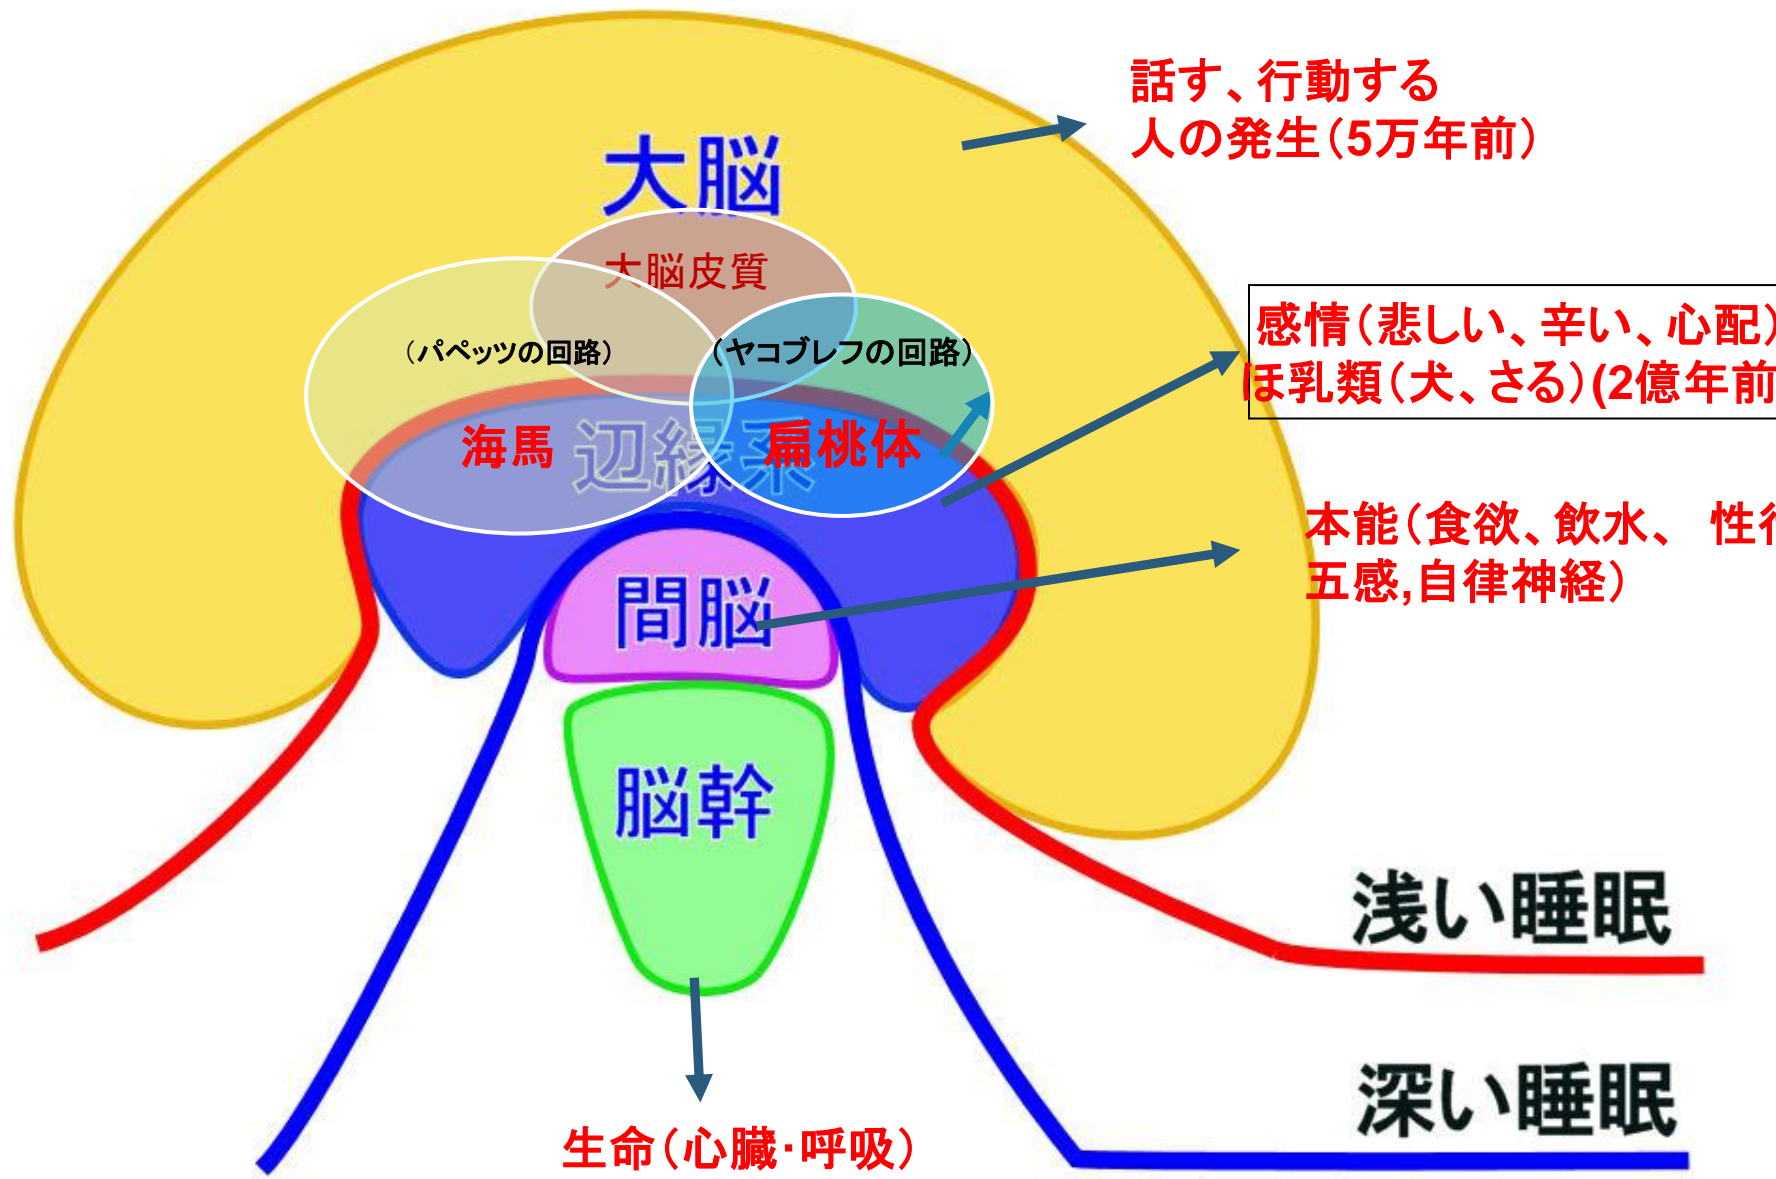 話す、行動する
人の発生（5万年前）
大脳
大脳皮質
（パペッツの回路）
（ヤコブレフの回路）
感情（悲しい、辛い、心配）
ほ乳類（犬、さる）(2億年前
海馬
辺縁系
扁桃体
本能（食欲、飲水、 性行
五感,自律神経）
間脳
脳幹
浅い睡眠
深い睡眠
生命（心臓･呼吸）